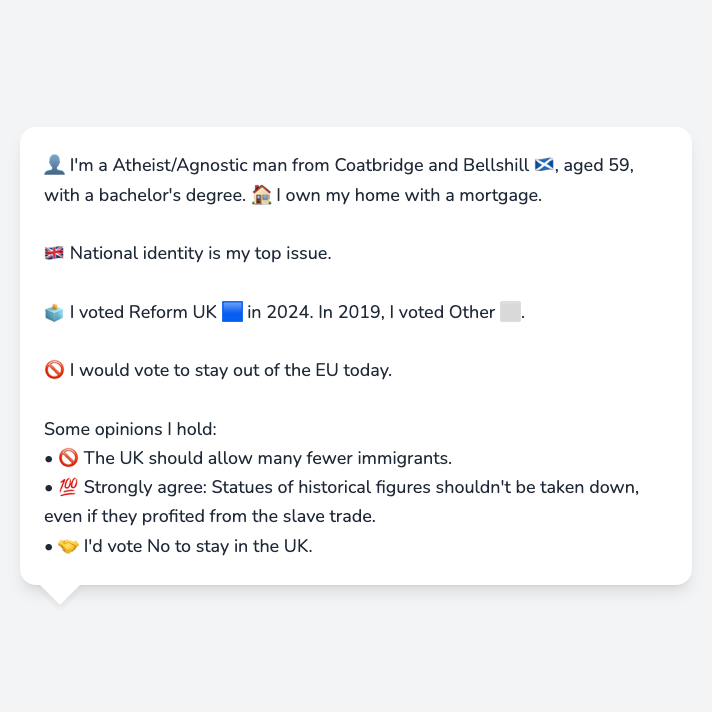 👤 I'm a Atheist/Agnostic man from Coatbridge and Bellshill 🏴󠁧󠁢󠁳󠁣󠁴󠁿, aged 59,
with a bachelor's degree. 🏠 I own my home with a mortgage.
🇬🇧 National identity is my top issue.
🗳️ I voted Reform UK 🟦 in 2024. In 2019, I voted Other ⬜.
🚫 I would vote to stay out of the EU today.
Some opinions I hold:
• 🚫 The UK should allow many fewer immigrants.
• 💯 Strongly agree: Statues of historical figures shouldn't be taken down,
even if they profited from the slave trade.
• 🤝 I'd vote No to stay in the UK.